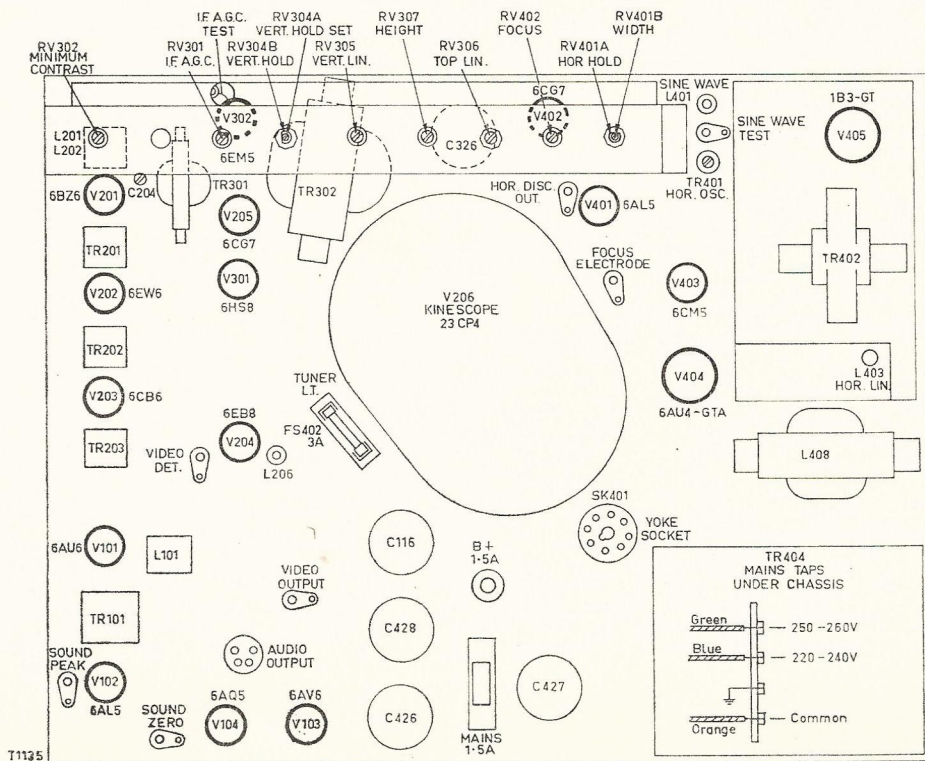 I.F. A.G.C.
TEST
RV304A
VERT. HOLD SET
RV307
HEIGHT
RV402
FOCUS
RV401B
WIDTH
RV302
MINIMUM
CONTRAST
RV301
I.F. A.G.C.
RV304B
VERT. HOLD
RV305
VERT. LIN.
RV306
TOP LIN.
RV401A
HOR HOLD
6CG7
SINE WAVE
L401
1B3-GT
L201
L202
V302
6EM5
C326
V402
SINE WAVE
TEST
V405
C204
6BZ6
V201
TR301
V205
6CG7
TR302
HOR. DISC.
OUT.
V401
6AL5
TR401
HOR. OSC.
TR201
V301
6HS8
FOCUS
ELECTRODE
TR402
V202
6EW6
V206
KINESCOPE
23CP4
V403
6CM5
TR202
L403
HOR. LIN.
TUNER
L.T.
V404
6AU4-GTA
V203
6CB6
6EB8
V204
FS402
3A
TR203
VIDEO
DET.
L206
L408
SK401
YOKE
SOCKET
6AU6
V101
L101
C116
B+
1·5A
TR404
MAINS TAPS
UNDER CHASSIS
VIDEO
OUTPUT
TR101
Green
250-260V
C428
Blue
220-240V
SOUND
PEAK
AUDIO
OUTPUT
V102
6AL5
C427
6AQ5
6AV6
SOUND
ZERO
V104
V103
C426
Orange
Common
MAINS
1·5A
T1135